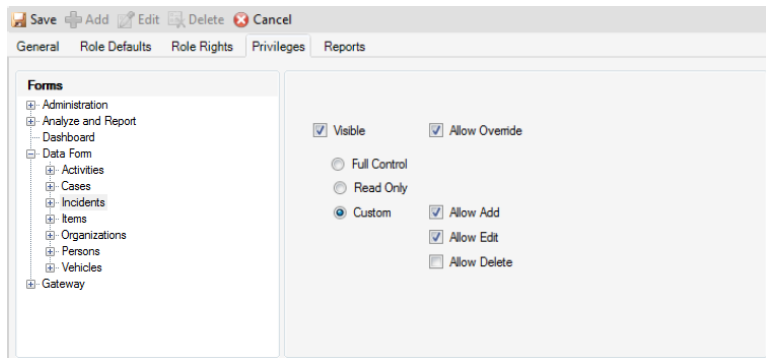 Save Add Edit Delete Cancel
General Role Defaults Role Rights Privileges Reports
Forms
Administration
Analyze and Report
Dashboard
Data Form
Activities
Cases
Incidents
Items
Organizations
Persons
Vehicles
Gateway
Visible Allow Override
Full Control
Read Only
Custom Allow Add
Allow Edit
Allow Delete